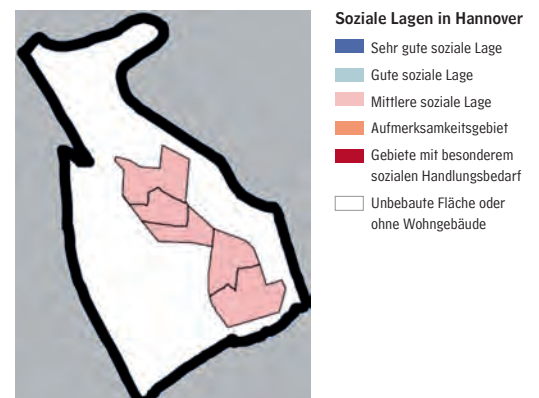 Soziale Lagen in Hannover
Sehr gute soziale Lage
Gute soziale Lage
Mittlere soziale Lage
Aufmerksamkeitsgebiet
Gebiete mit besonderem
sozialen Handlungsbedarf
Unbebaute Fläche oder
ohne Wohngebäude